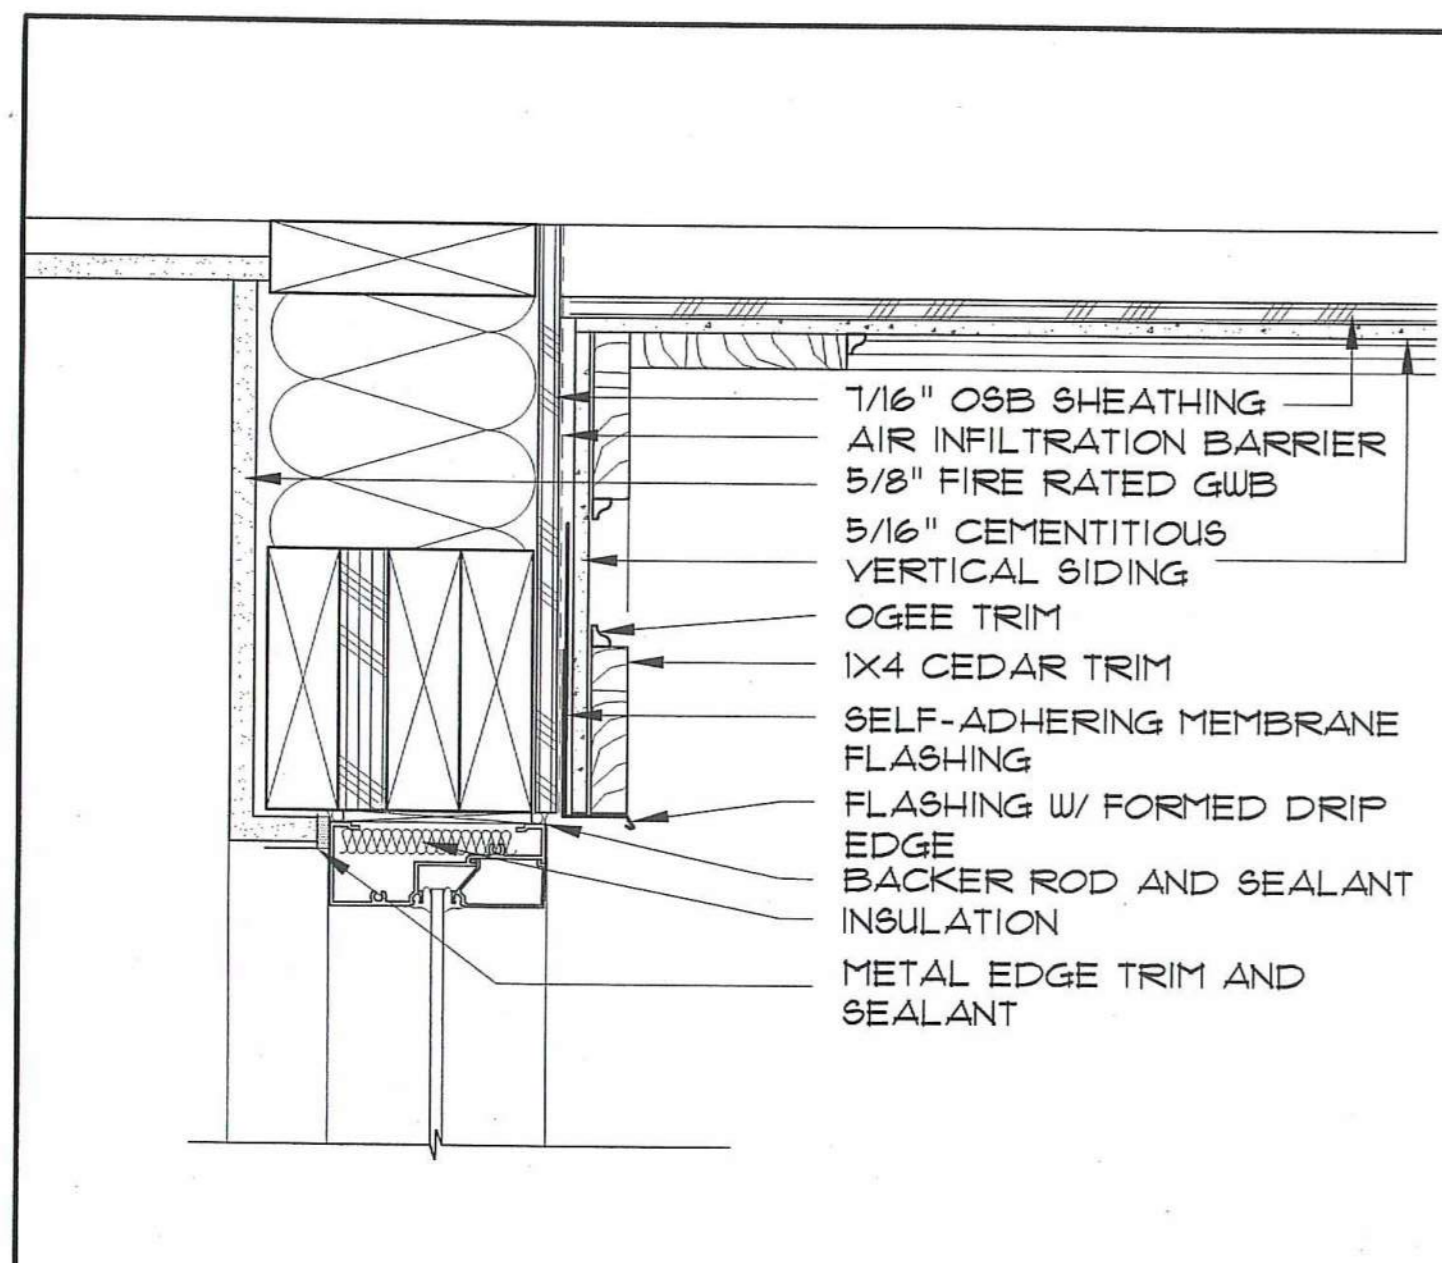 7/16" OSB SHEATHING
AIR INFILTRATION BARRIER
5/8" FIRE RATED GWB
5/16" CEMENTITIOUS
VERTICAL SIDING
OGEE TRIM
1X4 CEDAR TRIM
SELF-ADHERING MEMBRANE
FLASHING
FLASHING W/ FORMED DRIP
EDGE
BACKER ROD AND SEALANT
INSULATION
METAL EDGE TRIM AND
SEALANT